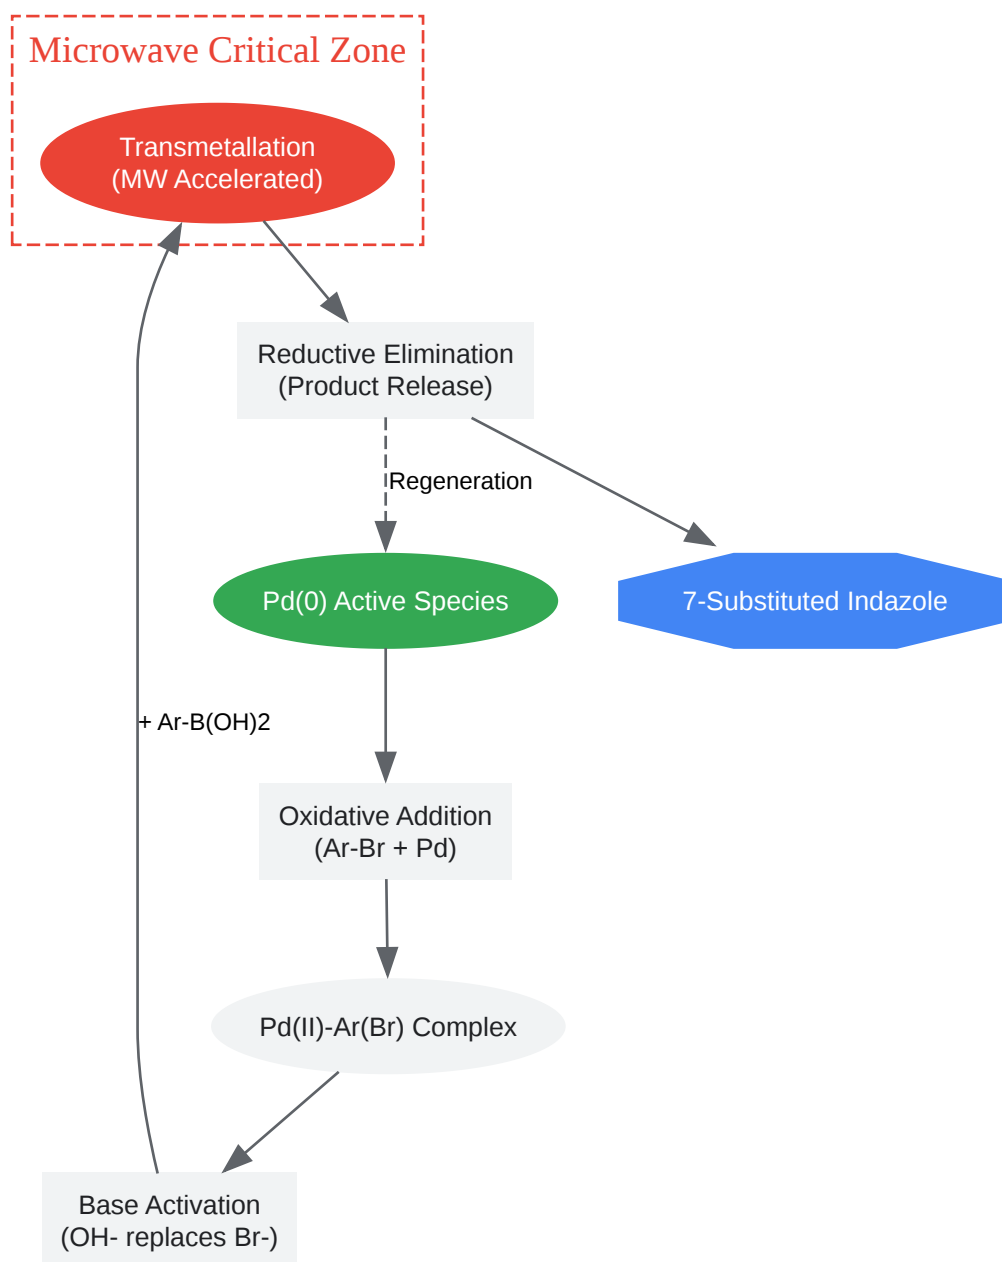 Microwave Critical Zone
Transmetallation
(MW Accelerated)
Reductive Elimination
(Product Release)
Regeneration
Pd(0) Active Species
7-Substituted Indazole
+ Ar-B(OH)2
Oxidative Addition
(Ar-Br + Pd)
Pd(II)-Ar(Br) Complex
Base Activation
(OH- replaces Br-)